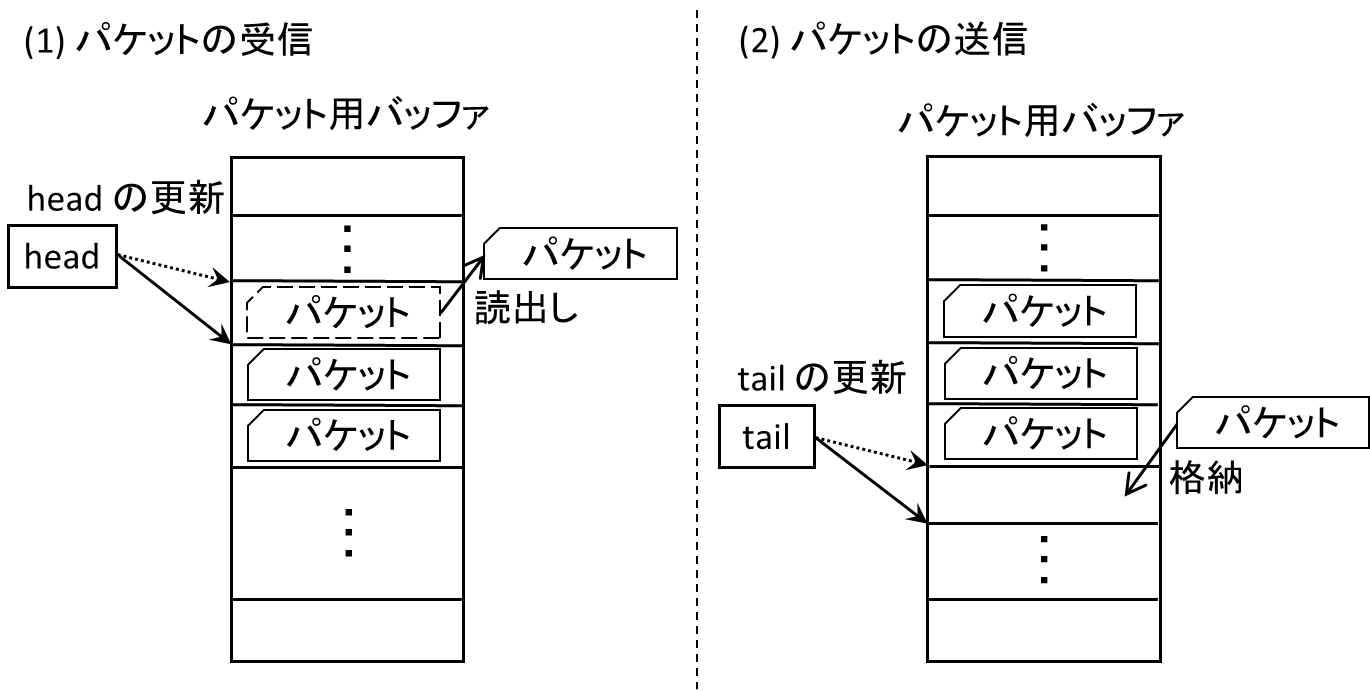 (1) パケットの受信
パケット用バッファ
head の更新
head
パケット
読出し
パケット
パケット
パケット
(2) パケットの送信
パケット用バッファ
パケット
パケット
パケット
tail の更新
tail
パケット
格納